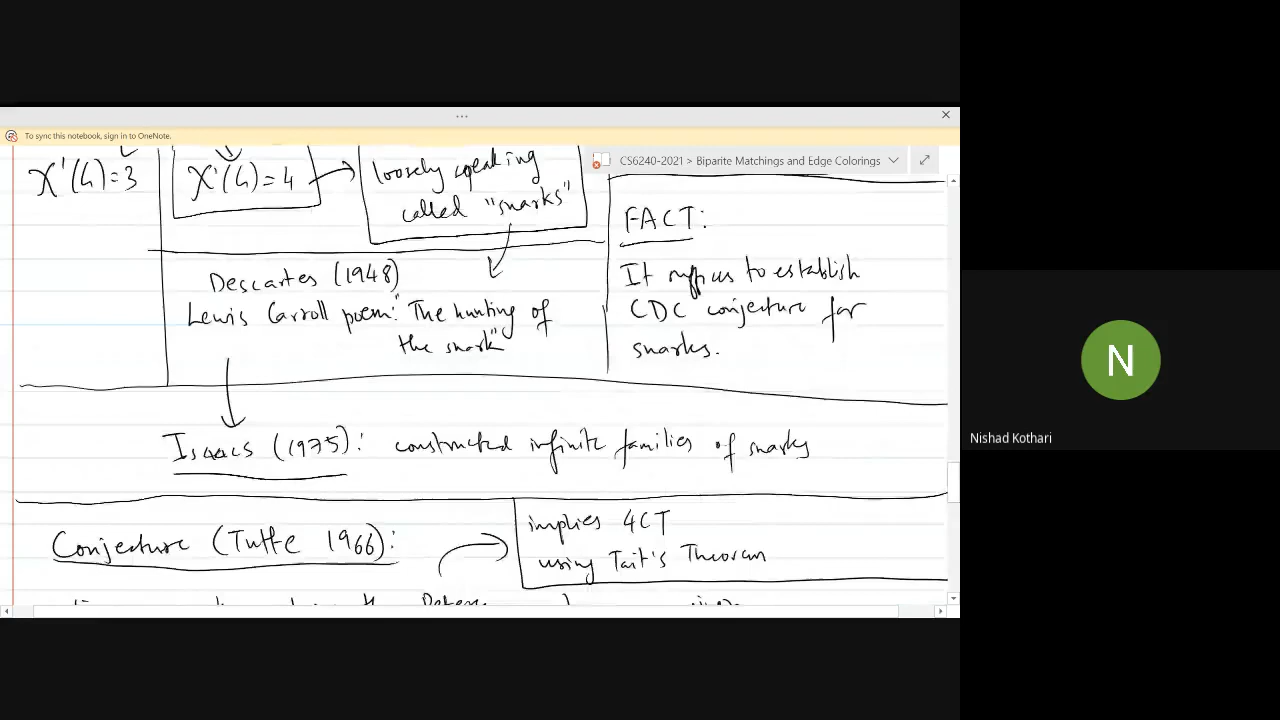 To sync this notebook, sign in to OneNote.
CS6240-2021 > Biparite Matchings and Edge Colorings
χ'(G)=3
χ'(G)=4
loosely speaking
called "snarks"
Descartes (1948)
Lewis Carroll poem: "The hunting of
the snark"
FACT:
It suffices to establish
CDC conjecture for
snarks.
Isaacs (1975): constructed infinite families of snarks
Conjecture (Tutte 1966):
implies 4CT
using Tait's Theorem
N
Nishad Kothari